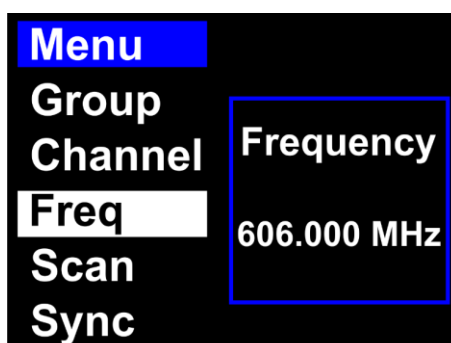 Menu
Group
Channel
Freq
Scan
Sync
Frequency
606.000 MHz